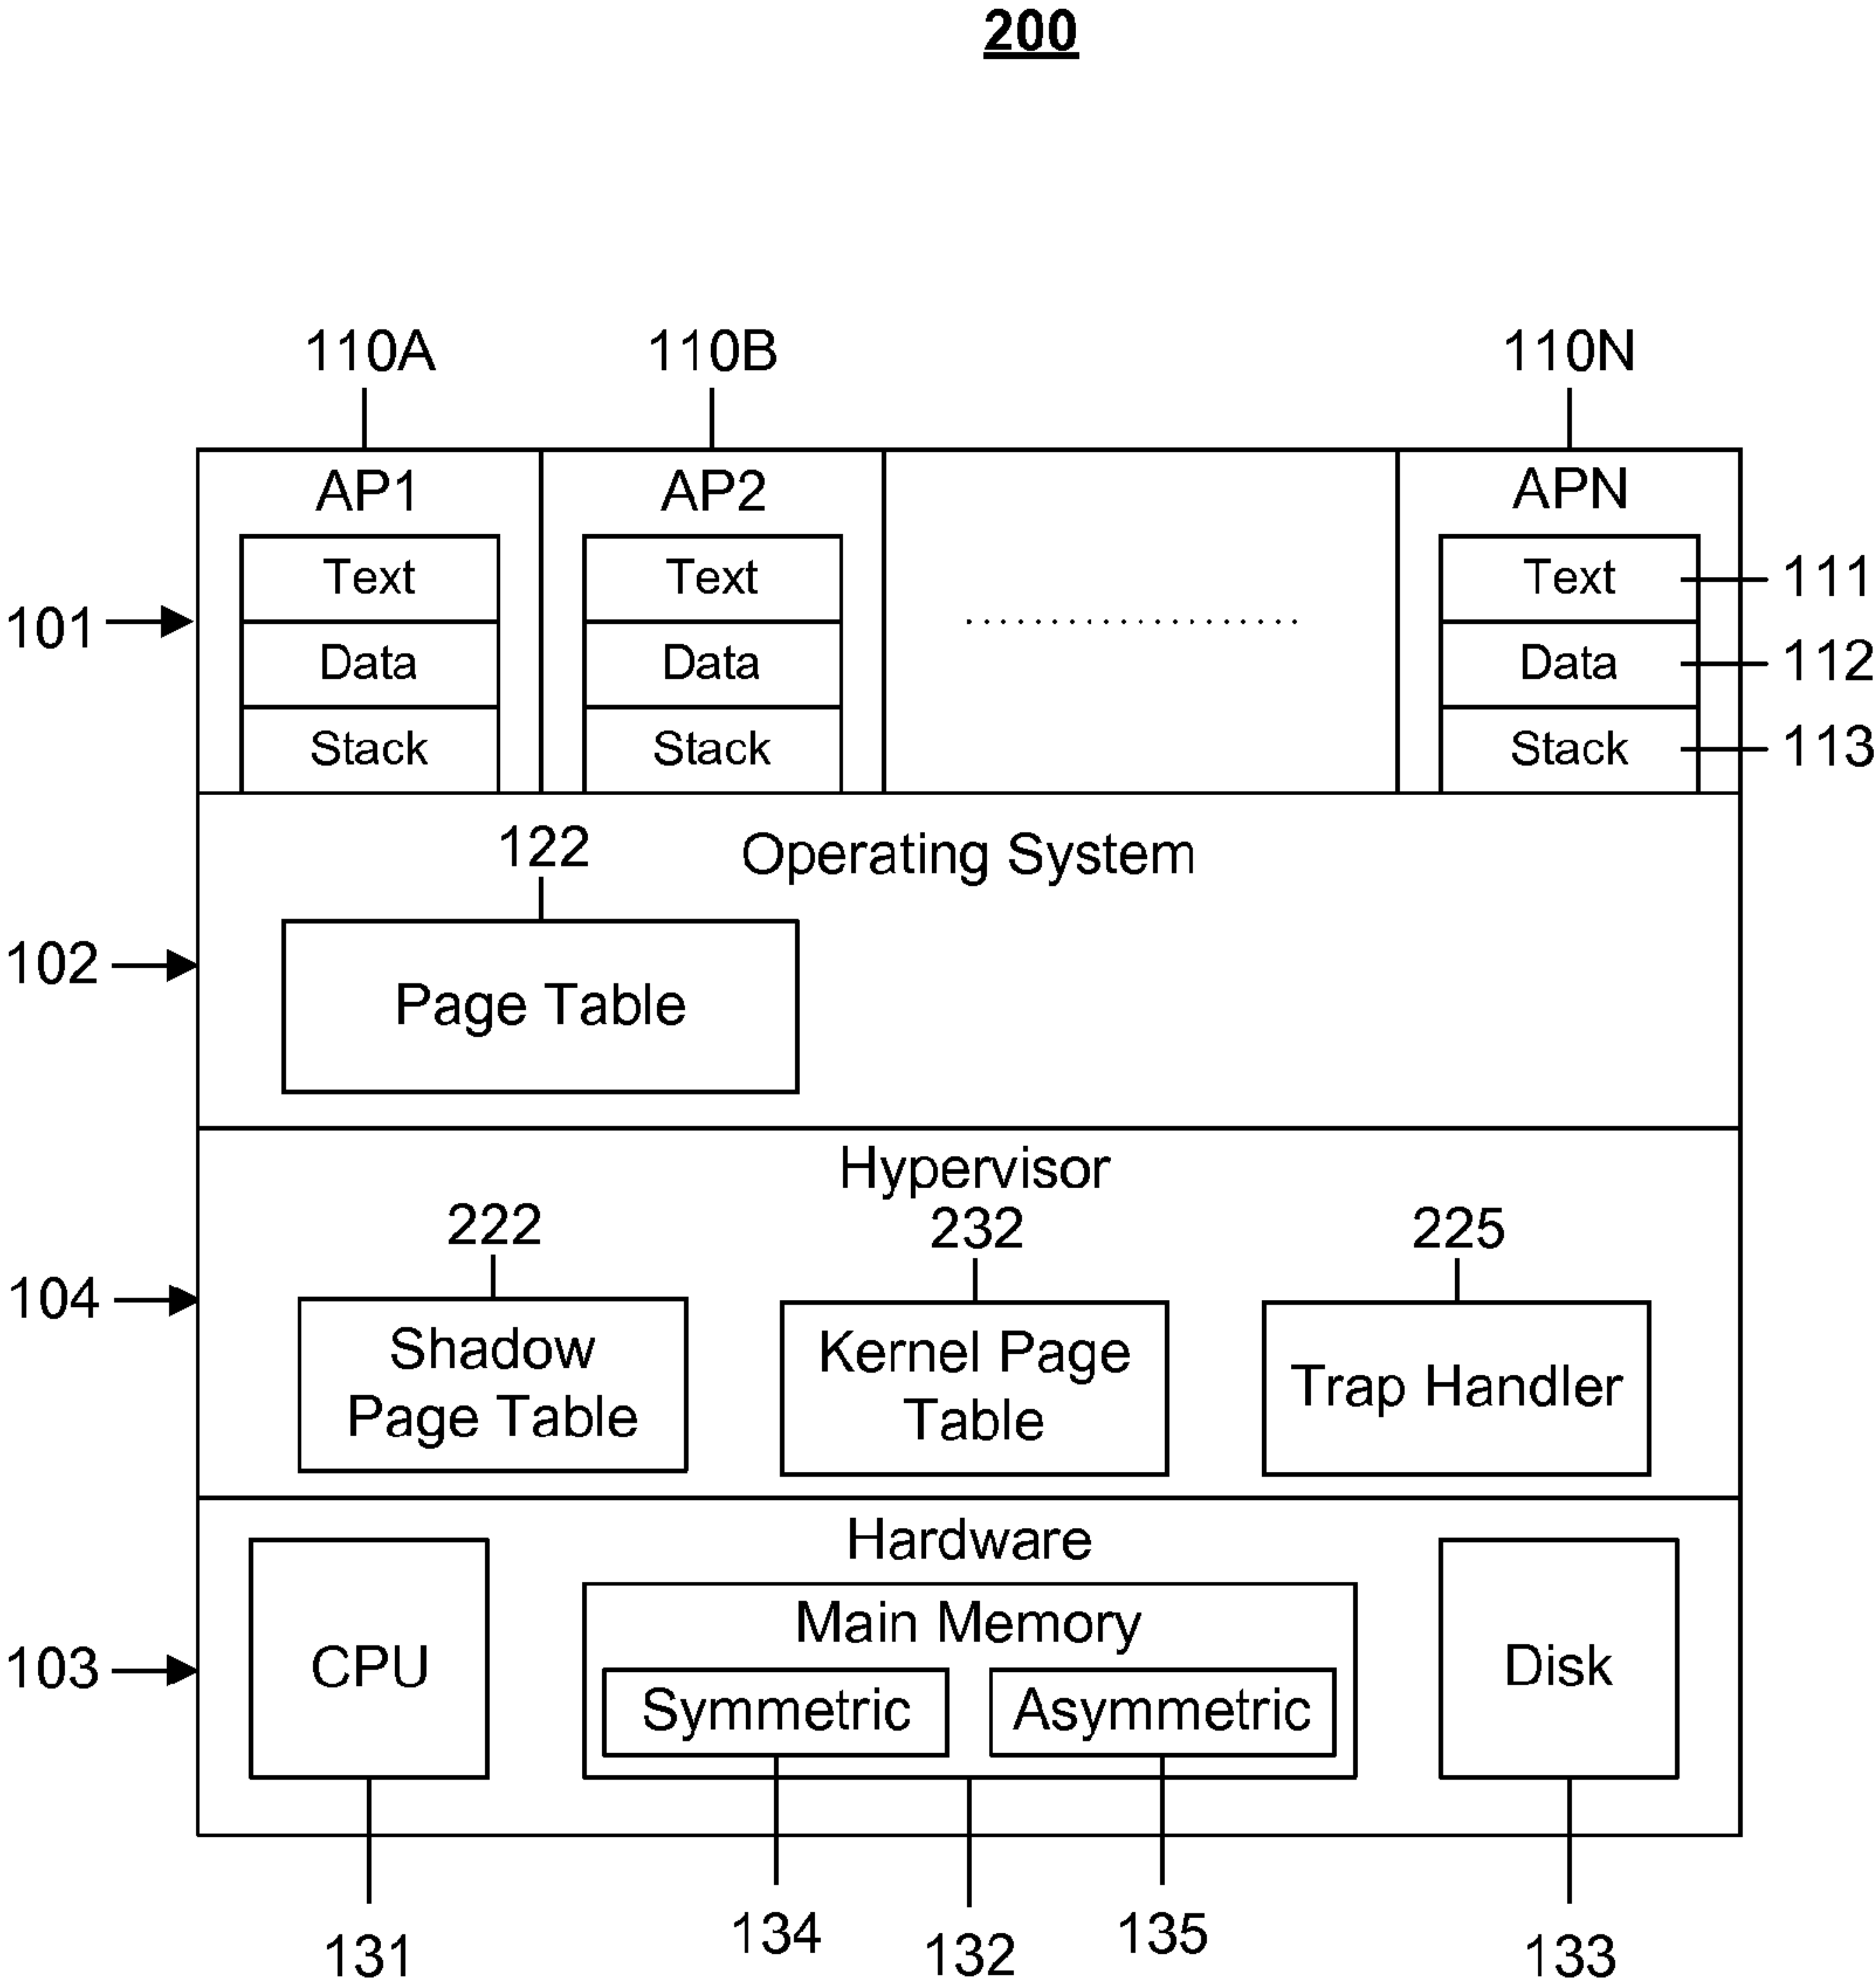 200
110A 110B 110N
AP1 AP2 APN
Text Text Text 111
101
Data Data ................... Data 112
Stack Stack Stack 113
122 Operating System
102
Page Table
Hypervisor
222 232 225
104
Shadow Page Table
Kernel Page Table
Trap Handler
Hardware
Main Memory
103 CPU Disk
Symmetric Asymmetric
131 134 132 135 133